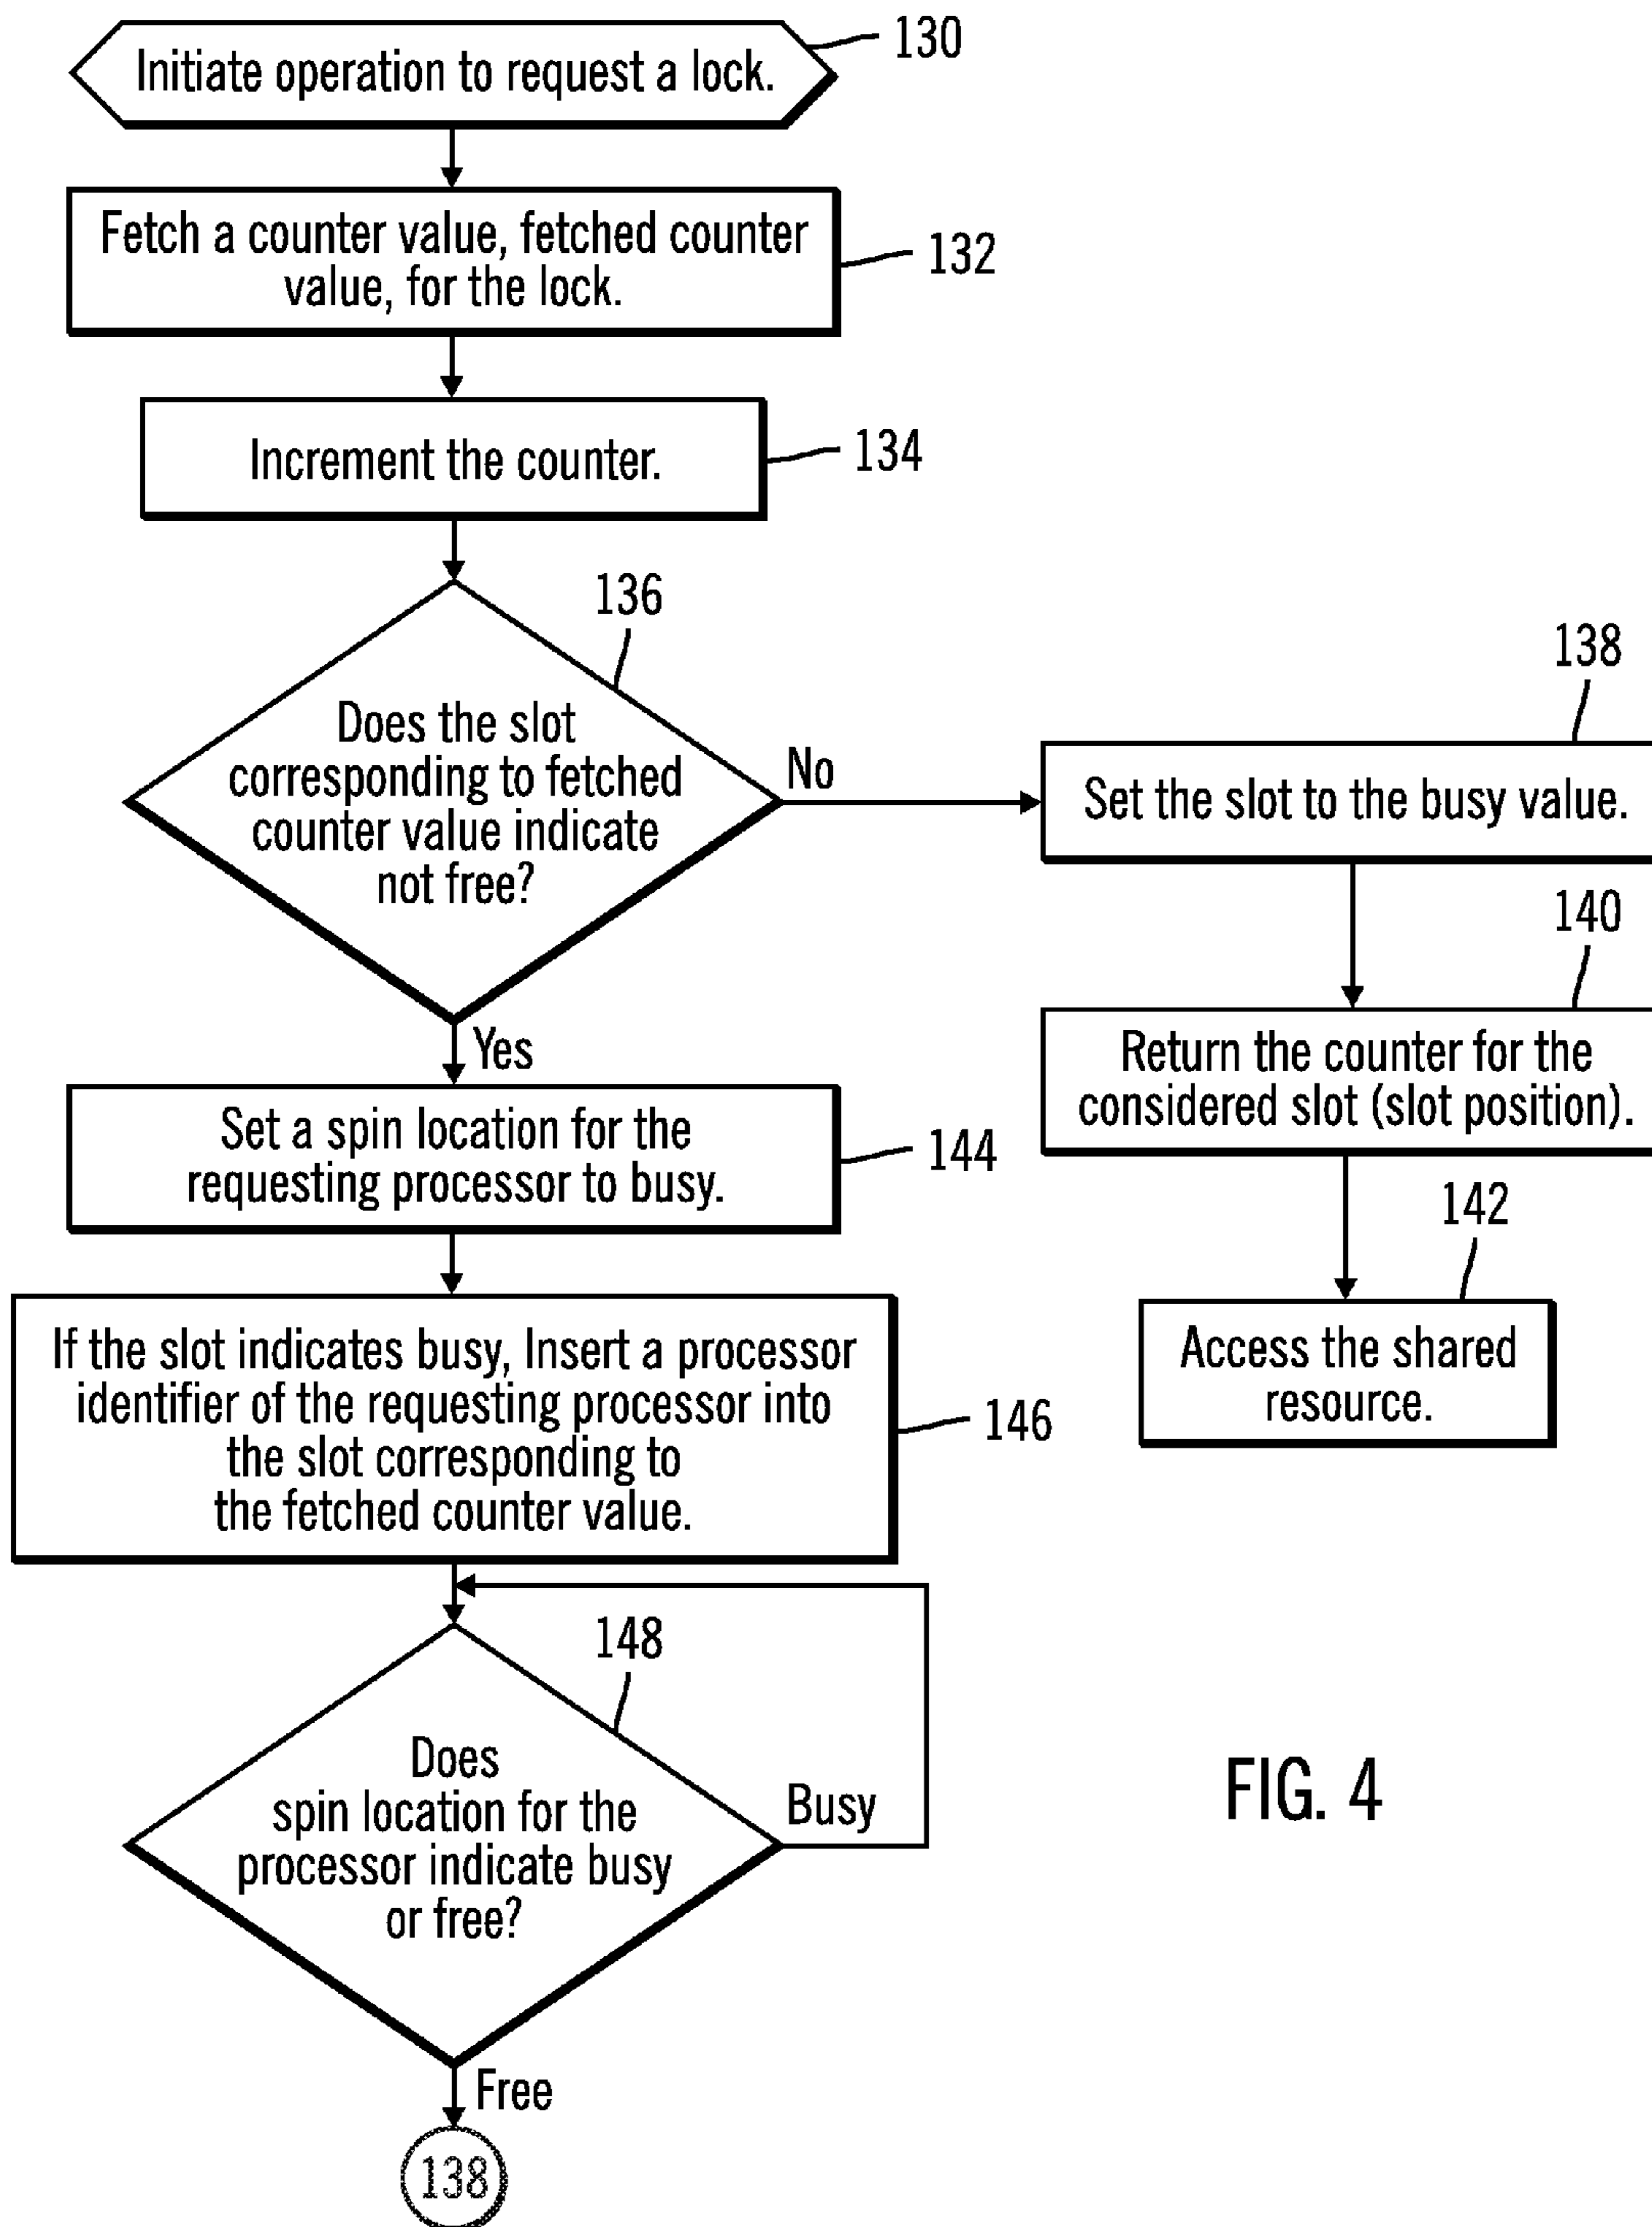 Initiate operation to request a lock.
130
Fetch a counter value, fetched counter
value, for the lock.
132
Increment the counter.
134
136
Does the slot
corresponding to fetched
counter value indicate
not free?
No
Yes
138
Set the slot to the busy value.
140
Return the counter for the
considered slot (slot position).
142
Access the shared
resource.
Set a spin location for the
requesting processor to busy.
144
If the slot indicates busy, Insert a processor
identifier of the requesting processor into
the slot corresponding to
the fetched counter value.
146
148
Does
spin location for the
processor indicate busy
or free?
Busy
Free
138
FIG. 4